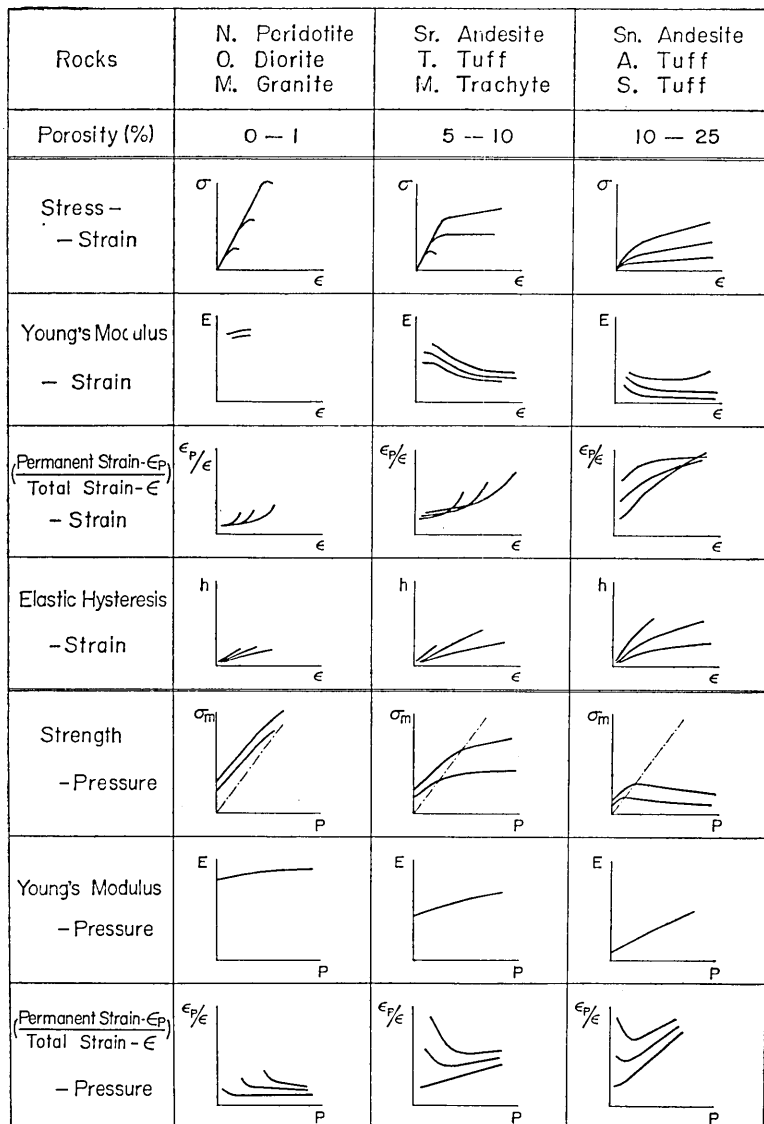 Rocks
N. Peridotite
O. Diorite
M. Granite
Sr. Andesite
T. Tuff
M. Trachyte
Sn. Andesite
A. Tuff
S. Tuff
Porosity (%)
0 — 1
5 -- 10
10 — 25
Stress –
– Strain
σ
ϵ
σ
ϵ
σ
ϵ
Young's Modulus
– Strain
E
ϵ
E
ϵ
E
ϵ
(Permanent Strain-ϵP)
Total Strain-ϵ
– Strain
ϵP/ϵ
ϵ
ϵP/ϵ
ϵ
ϵP/ϵ
ϵ
Elastic Hysteresis
– Strain
h
ϵ
h
ϵ
h
ϵ
Strength
– Pressure
σm
P
σm
P
σm
P
Young's Modulus
– Pressure
E
P
E
P
E
P
(Permanent Strain-ϵP)
Total Strain-ϵ
– Pressure
ϵP/ϵ
P
ϵP/ϵ
P
ϵP/ϵ
P